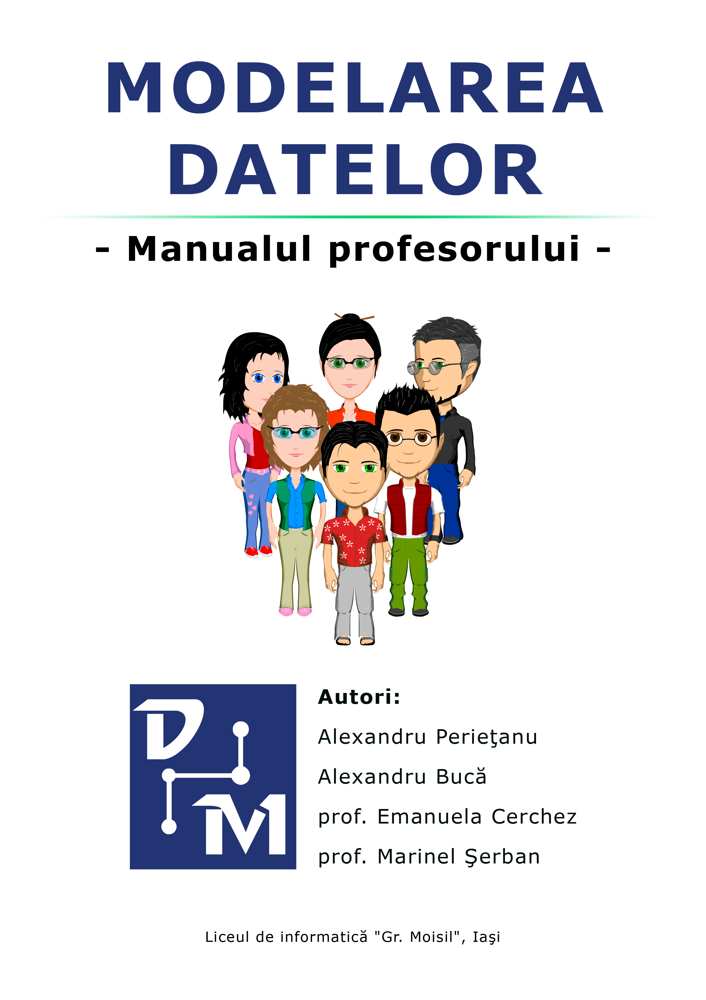 MODELAREA
DATELOR
- Manualul profesorului -
DM
Autori:
Alexandru Perieţanu
Alexandru Bucă
prof. Emanuela Cerchez
prof. Marinel Şerban
Liceul de informatică "Gr. Moisil", Iaşi